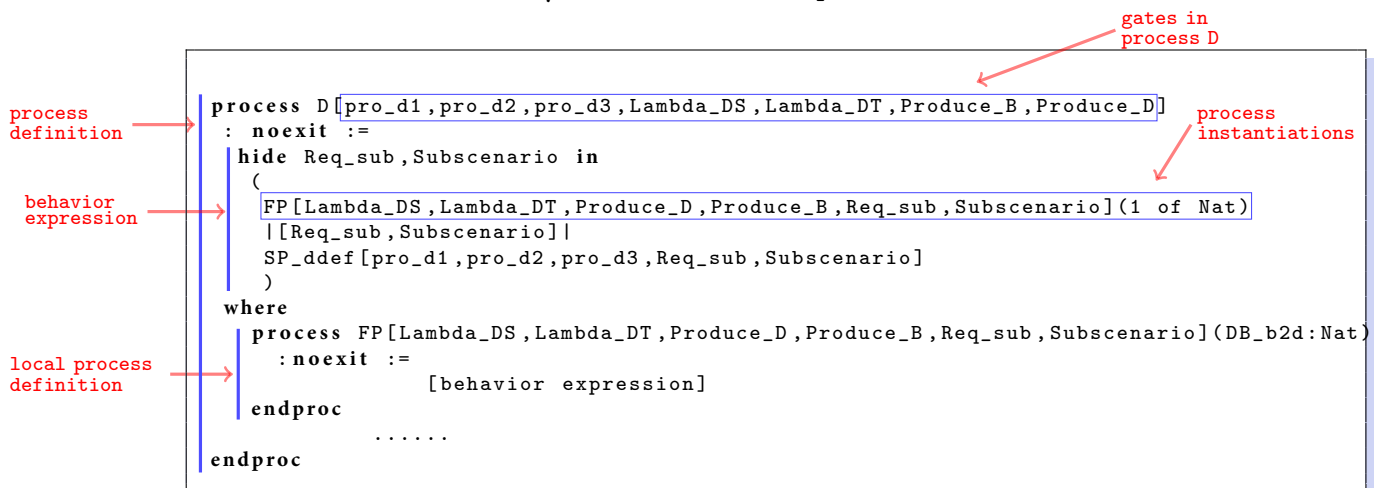 gates in
process D
process D[pro_d1,pro_d2,pro_d3,Lambda_DS,Lambda_DT,Produce_B,Produce_D]
process
definition
process
instantiations
: noexit :=
hide Req_sub,Subscenario in
(
behavior
expression
FP[Lambda_DS,Lambda_DT,Produce_D,Produce_B,Req_sub,Subscenario](1 of Nat)
|[Req_sub,Subscenario]|
SP_ddef[pro_d1,pro_d2,pro_d3,Req_sub,Subscenario]
)
where
process FP[Lambda_DS,Lambda_DT,Produce_D,Produce_B,Req_sub,Subscenario](DB_b2d:Nat)
:noexit :=
local process
definition
[behavior expression]
endproc
......
endproc